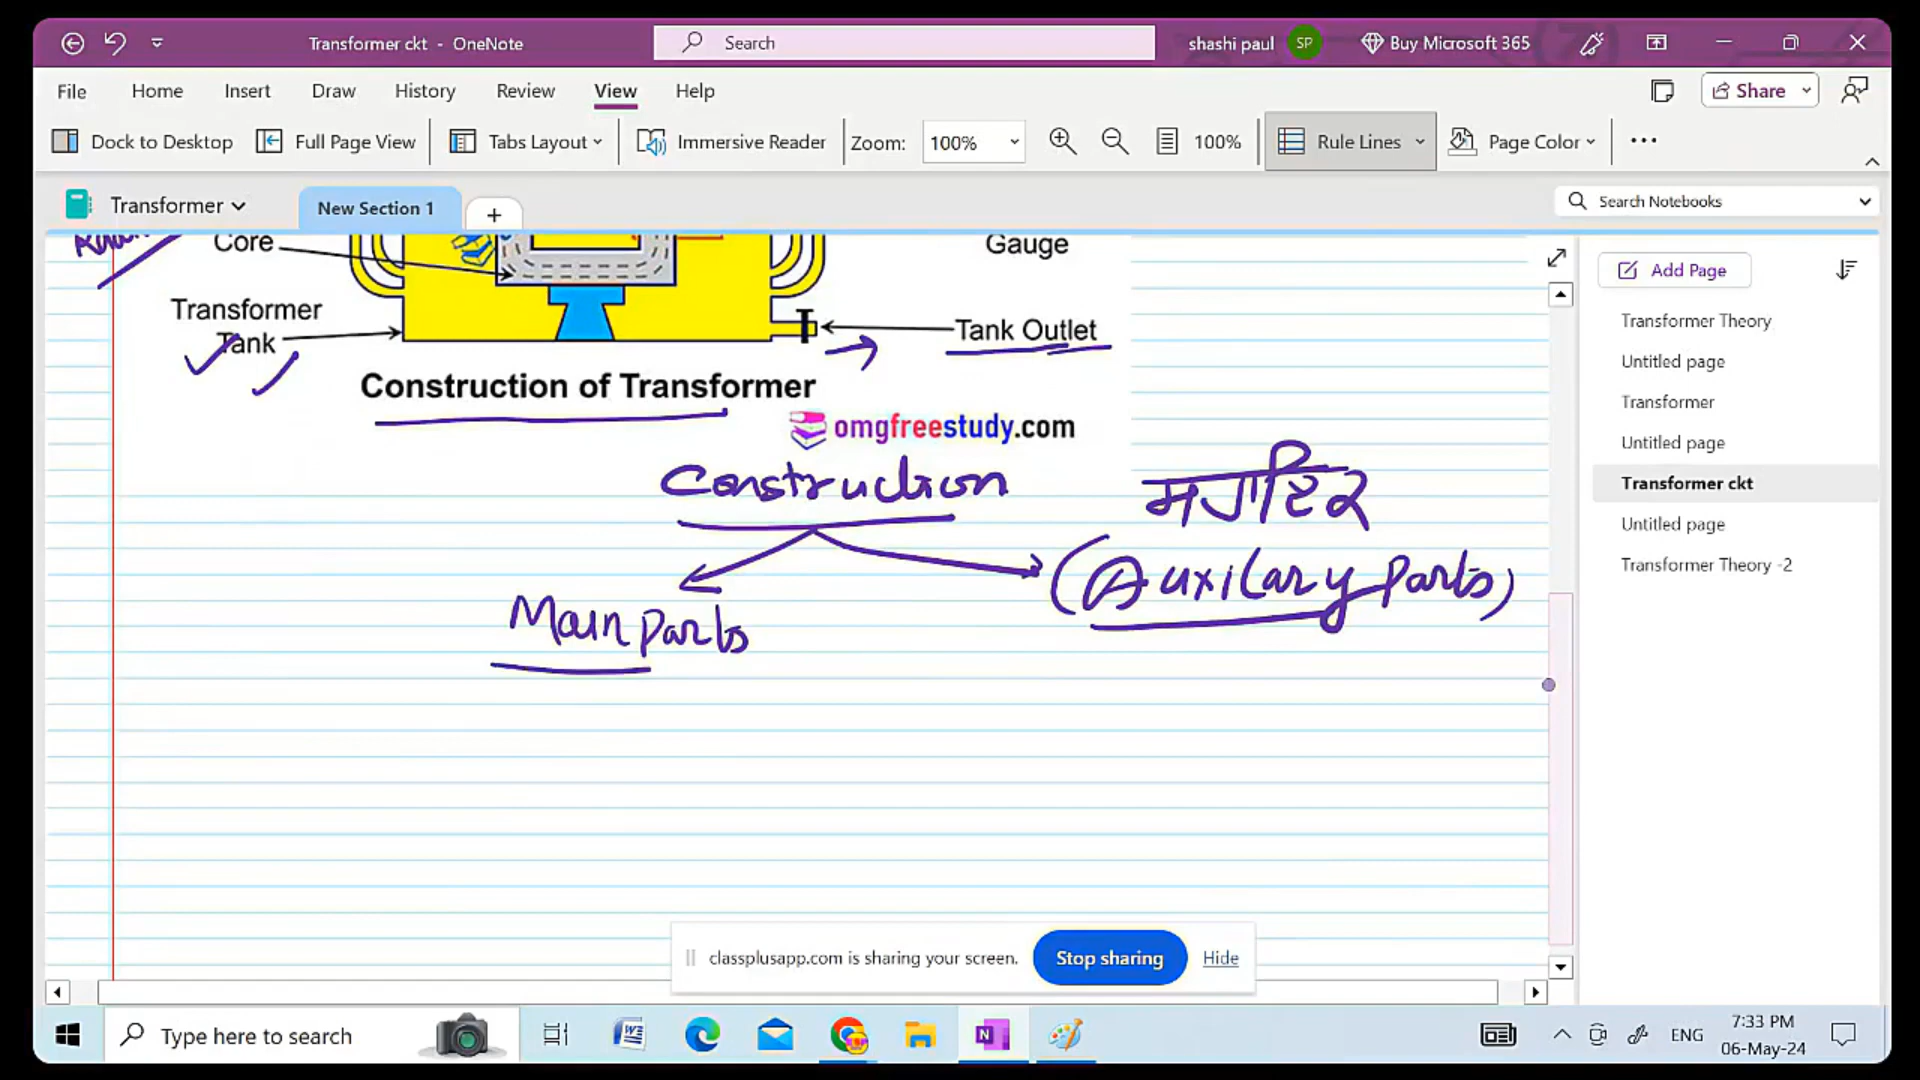 Transformer ckt - OneNote
Search
shashi paul
SP
Buy Microsoft 365
File
Home
Insert
Draw
History
Review
View
Help
Share
Dock to Desktop
Full Page View
Tabs Layout
Immersive Reader
Zoom:
100%
100%
Rule Lines
Page Color
Transformer
New Section 1
Search Notebooks
Core
Gauge
Transformer
Tank
Tank Outlet
Construction of Transformer
omgfreestudy.com
Construction
ਸਹਾਇਕ
(Auxilary Parts)
Main parts
Add Page
Transformer Theory
Untitled page
Transformer
Untitled page
Transformer ckt
Untitled page
Transformer Theory -2
classplusapp.com is sharing your screen.
Stop sharing
Hide
Type here to search
ENG
7:33 PM
06-May-24